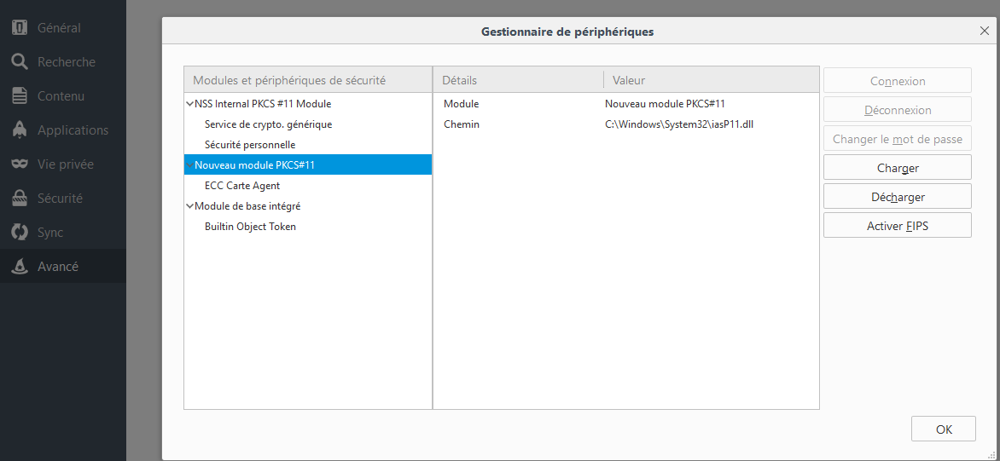 Général
Recherche
Contenu
Applications
Vie privée
Sécurité
Sync
Avancé
Gestionnaire de périphériques
Modules et périphériques de sécurité
NSS Internal PKCS #11 Module
Service de crypto. générique
Sécurité personnelle
Nouveau module PKCS#11
ECC Carte Agent
Module de base intégré
Builtin Object Token
Détails Valeur
Module Nouveau module PKCS#11
Chemin C:\Windows\System32\iasP11.dll
Connexion
Déconnexion
Changer le mot de passe
Charger
Décharger
Activer FIPS
OK